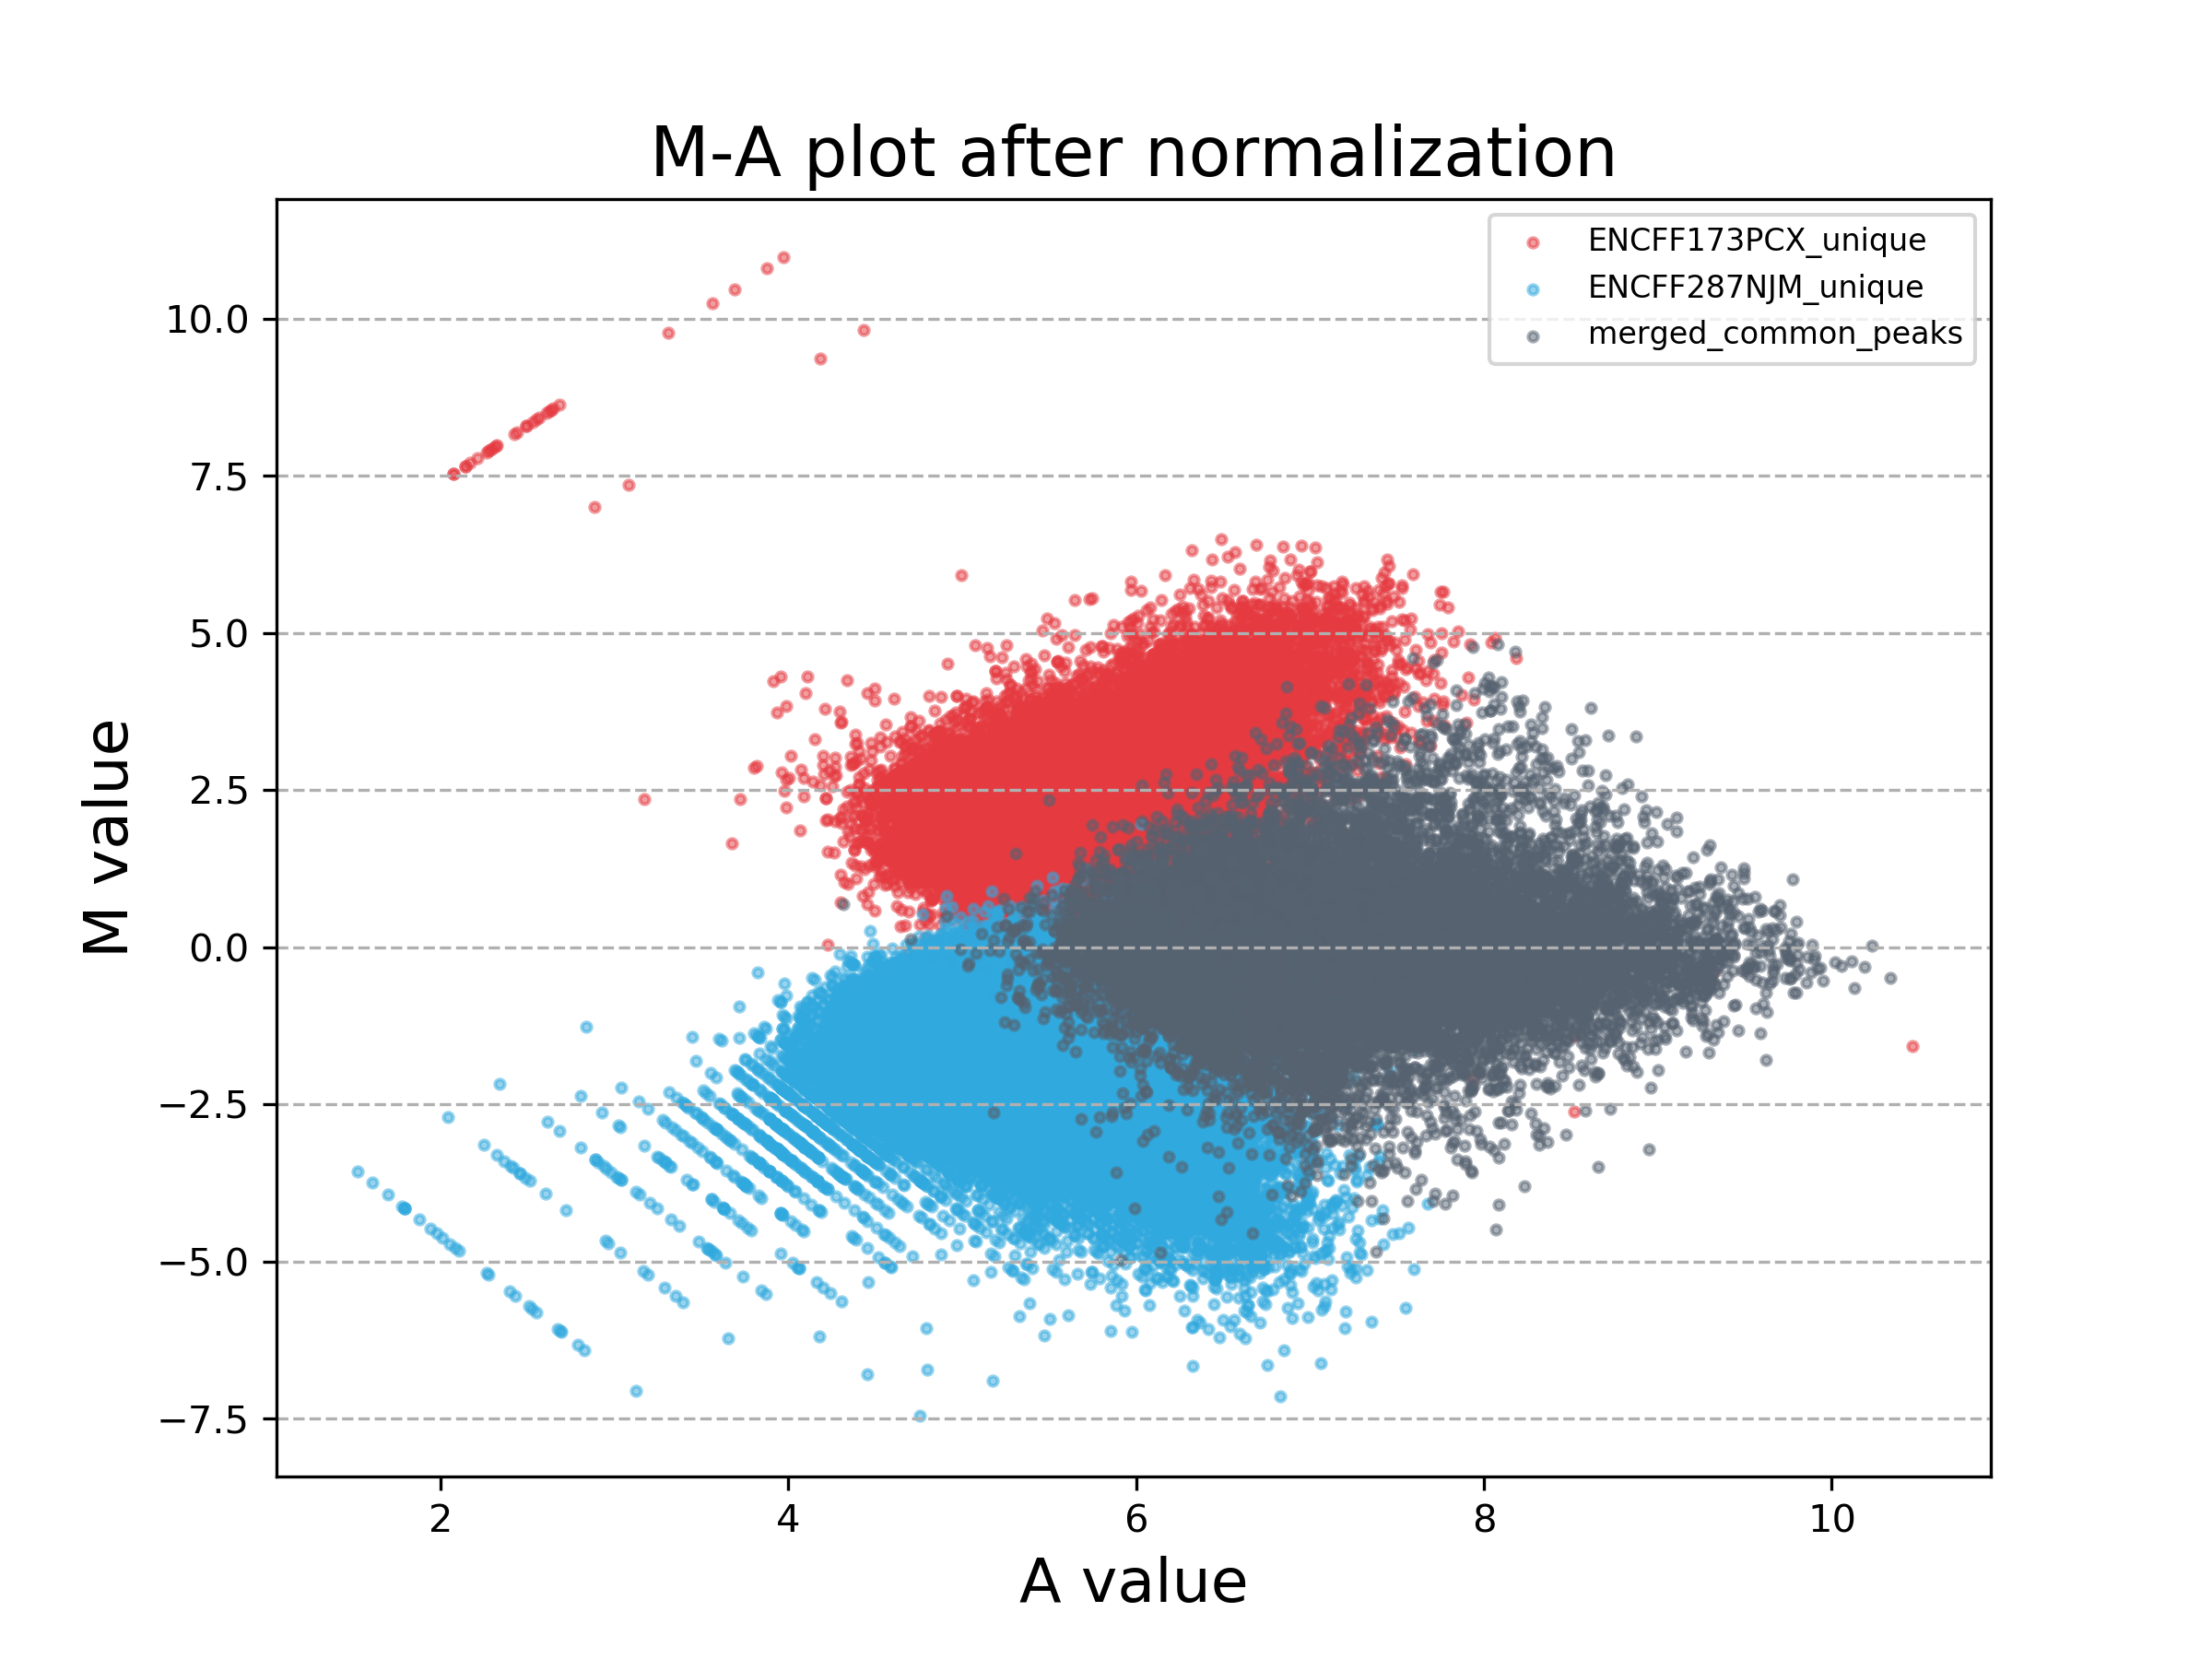 M-A plot after normalization
ENCFF173PCX_unique
ENCFF287NJM_unique
merged_common_peaks
10.0
7.5
5.0
2.5
0.0
−2.5
−5.0
−7.5
M value
2 4 6 8 10
A value